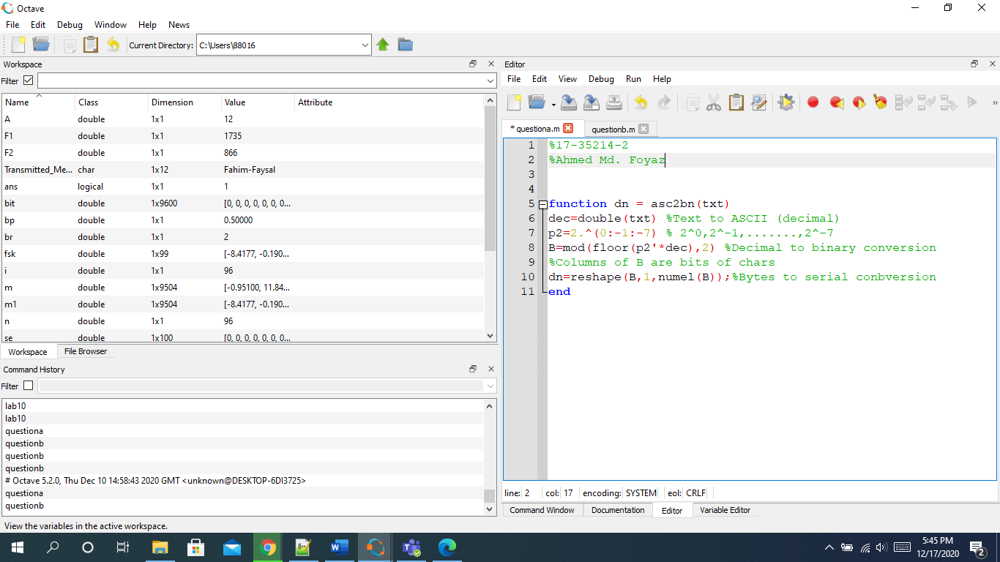 Octave
File Edit Debug Window Help News
Current Directory: C:\Users\88016
Workspace
Filter
Name Class Dimension Value Attribute
A double 1x1 12
F1 double 1x1 1735
F2 double 1x1 866
Transmitted_Me... char 1x12 Fahim-Faysal
ans logical 1x1 1
bit double 1x9600 [0, 0, 0, 0, 0, 0, 0...
bp double 1x1 0.50000
br double 1x1 2
fsk double 1x99 [-8.4177, -0.190...
i double 1x1 96
m double 1x9504 [-0.95100, 11.84...
m1 double 1x9504 [-8.4177, -0.190...
n double 1x1 96
se double 1x100 [0, 0, 0, 0, 0, 0, 0...
Workspace File Browser
Command History
Filter
lab10
lab10
questiona
questionb
questionb
questionb
# Octave 5.2.0, Thu Dec 10 14:58:43 2020 GMT <unknown@DESKTOP-6DI3725>
questiona
questionb
View the variables in the active workspace.
Editor
File Edit View Debug Run Help
* questiona.m questionb.m
1 %17-35214-2
2 %Ahmed Md. Foyaz
3
4
5 function dn = asc2bn(txt)
6 dec=double(txt) %Text to ASCII (decimal)
7 p2=2.^(0:-1:-7) % 2^0,2^-1,.......,2^-7
8 B=mod(floor(p2'*dec),2) %Decimal to binary conversion
9 %Columns of B are bits of chars
10 dn=reshape(B,1,numel(B));%Bytes to serial conbversion
11 end
line: 2 col: 17 encoding: SYSTEM eol: CRLF
Command Window Documentation Editor Variable Editor
5:45 PM
12/17/2020
2